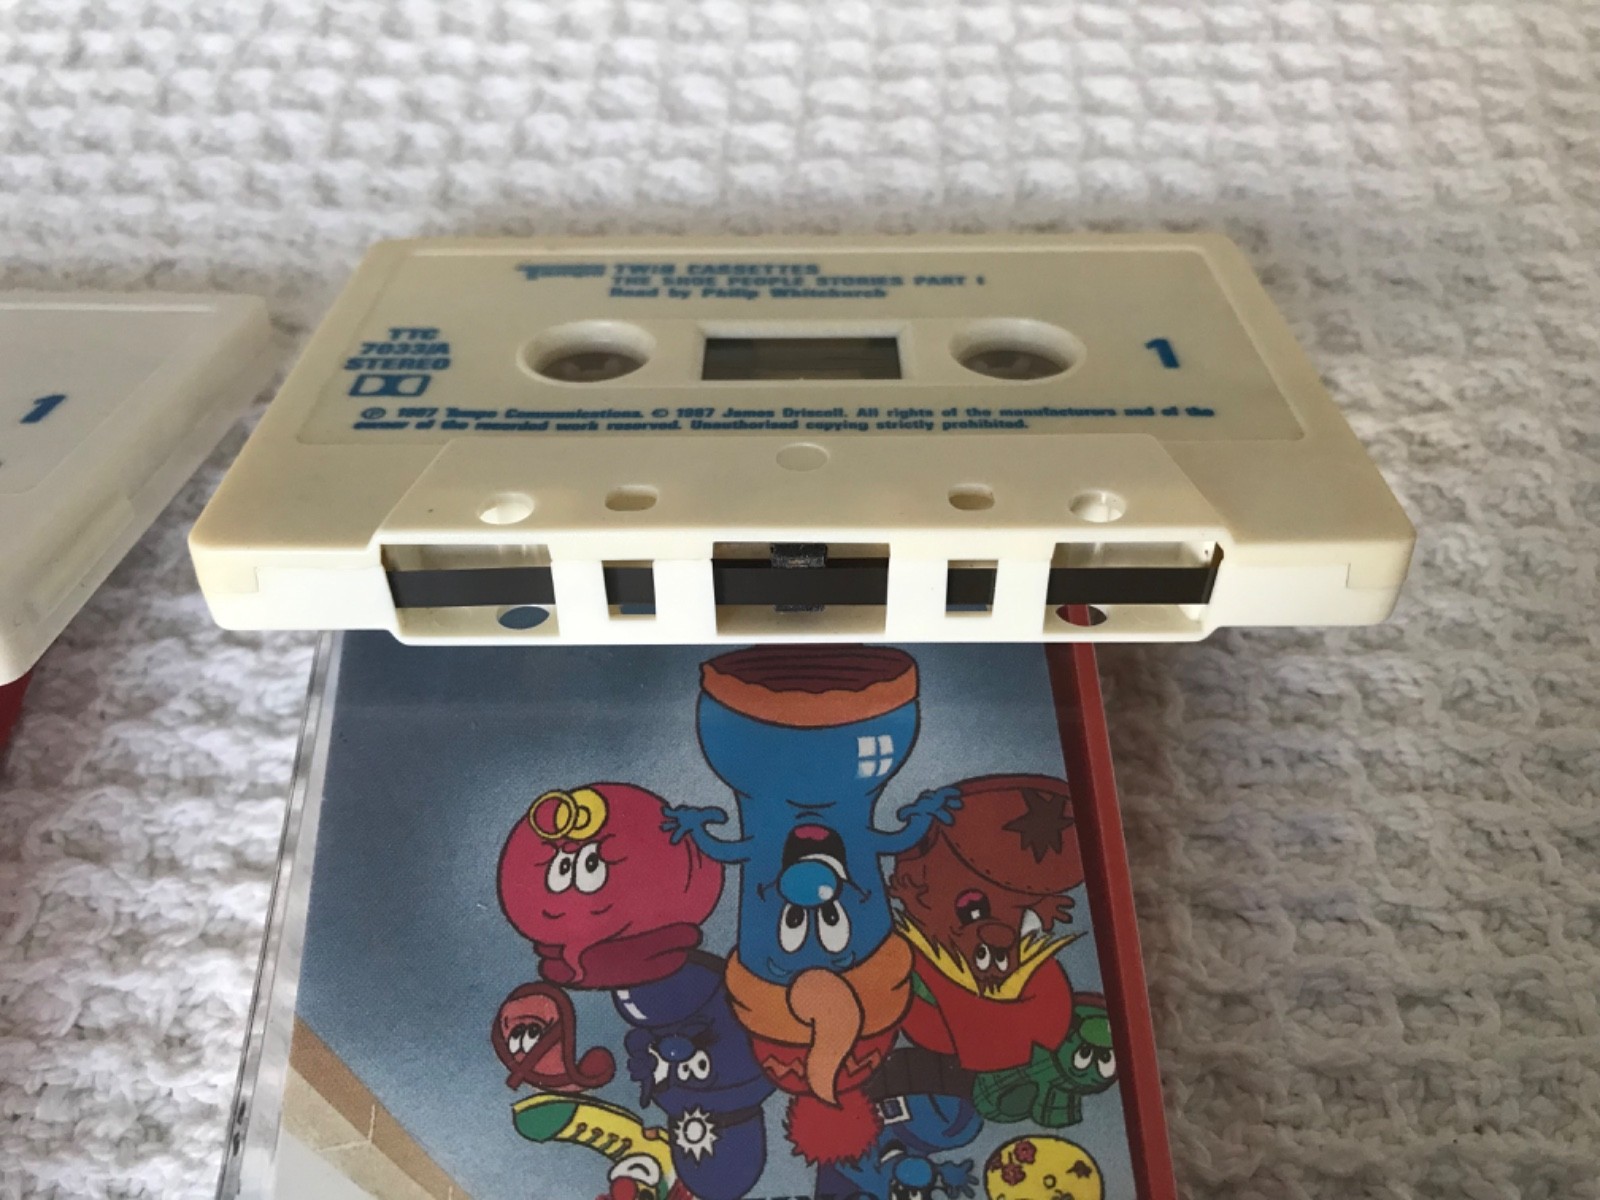 Tempo TWIN CASSETTES
THE SHOE PEOPLE STORIES PART 1
Read by Philip Whitchurch
TTC
7033/A
STEREO
1
℗ 1987 Tempo Communications. © 1987 James Driscoll. All rights of the manufacturers and of the
owner of the recorded work reserved. Unauthorised copying strictly prohibited.
1